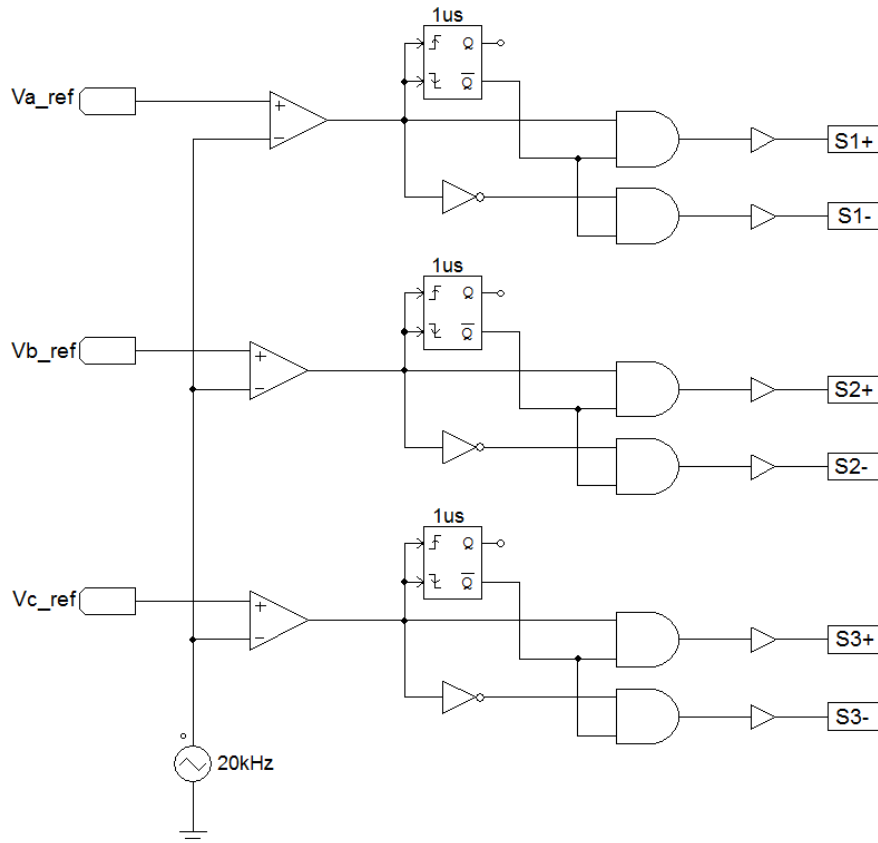 1us
Q
Va_ref
Q
+
−
S1+
S1-
1us
Q
Vb_ref
Q
+
−
S2+
S2-
1us
Q
Vc_ref
Q
+
−
S3+
S3-
20kHz